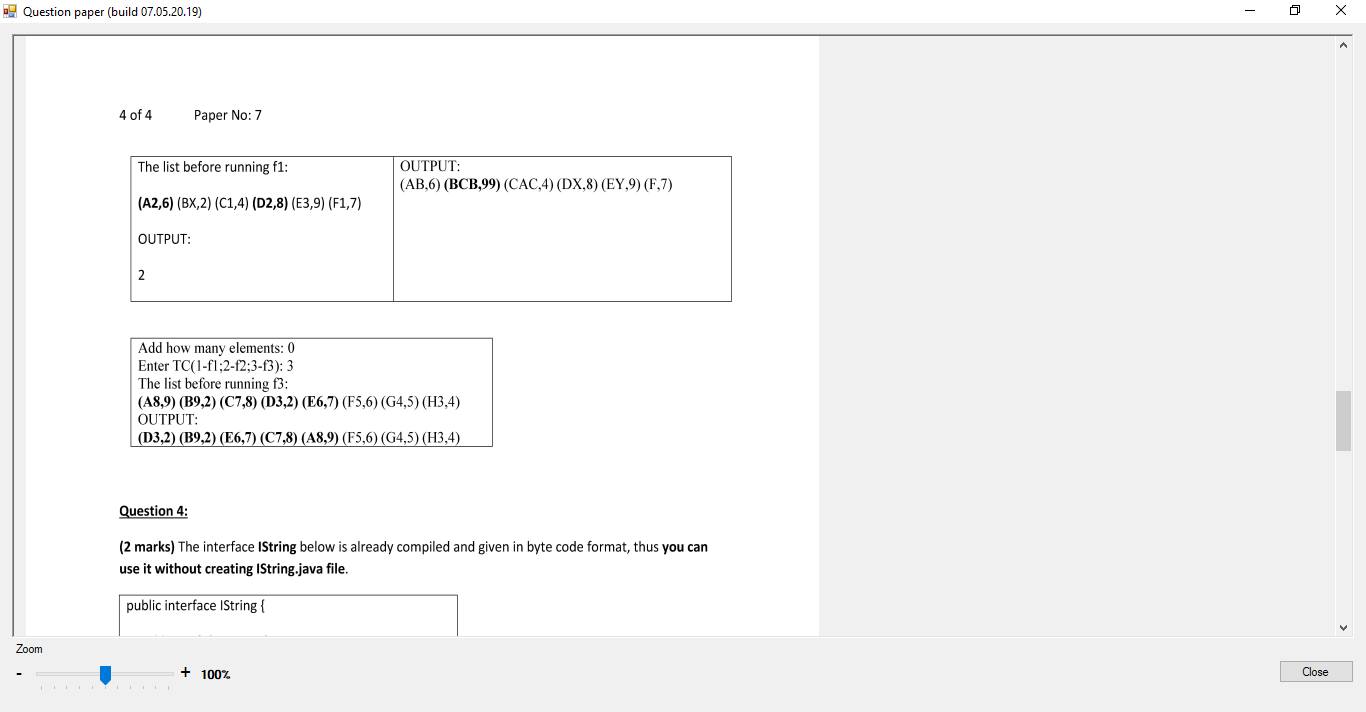 Question paper (build 07.05.20.19)
4 of 4 Paper No: 7
The list before running f1:
(A2,6) (BX,2) (C1,4) (D2,8) (E3,9) (F1,7)
OUTPUT:
2
OUTPUT:
(AB,6) (BCB,99) (CAC,4) (DX,8) (EY,9) (F,7)
Add how many elements: 0
Enter TC(1-f1;2-f2;3-f3): 3
The list before running f3:
(A8,9) (B9,2) (C7,8) (D3,2) (E6,7) (F5,6) (G4,5) (H3,4)
OUTPUT:
(D3,2) (B9,2) (E6,7) (C7,8) (A8,9) (F5,6) (G4,5) (H3,4)
Question 4:
(2 marks) The interface IString below is already compiled and given in byte code format, thus you can
use it without creating IString.java file.
public interface IString {
Zoom
- + 100%
Close